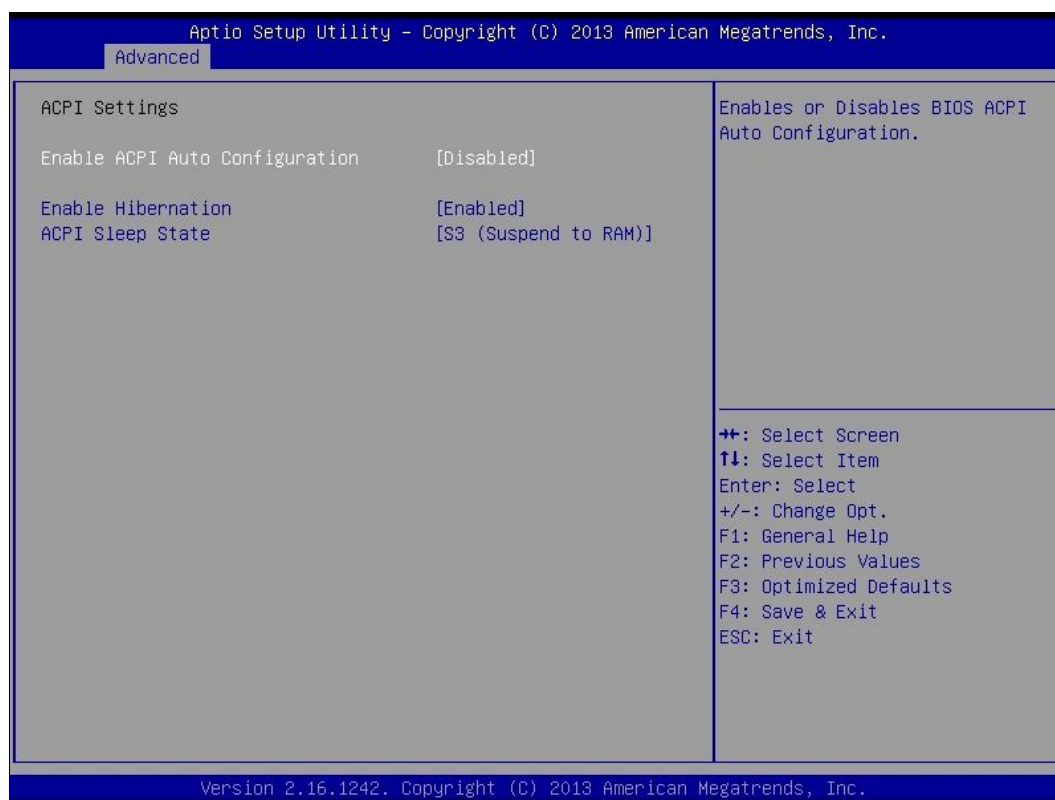 Aptio Setup Utility – Copyright (C) 2013 American Megatrends, Inc.
Advanced
ACPI Settings
Enable ACPI Auto Configuration [Disabled]
Enable Hibernation [Enabled]
ACPI Sleep State [S3 (Suspend to RAM)]
Enables or Disables BIOS ACPI
Auto Configuration.
→←: Select Screen
↑↓: Select Item
Enter: Select
+/-: Change Opt.
F1: General Help
F2: Previous Values
F3: Optimized Defaults
F4: Save & Exit
ESC: Exit
Version 2.16.1242. Copyright (C) 2013 American Megatrends, Inc.